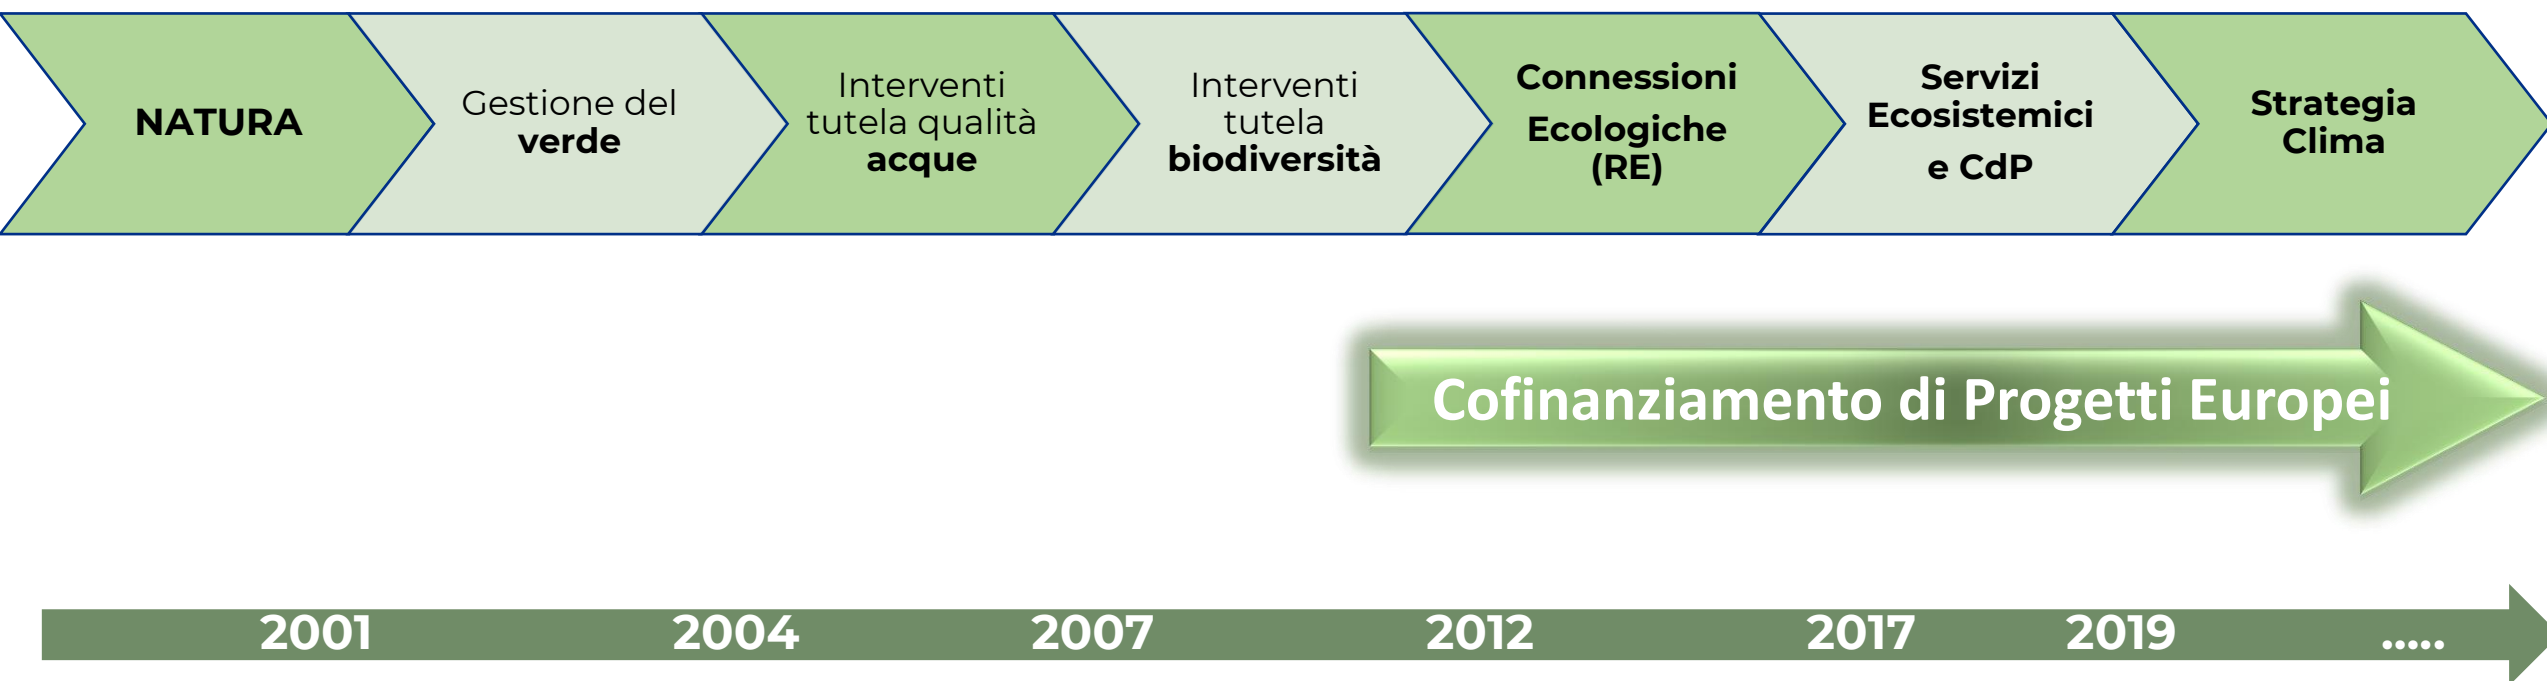 NATURA
Gestione del
verde
Interventi
tutela qualità
acque
Interventi
tutela
biodiversità
Connessioni
Ecologiche
(RE)
Servizi
Ecosistemici
e CdP
Strategia
Clima
Cofinanziamento di Progetti Europei
2001 2004 2007 2012 2017 2019 .....